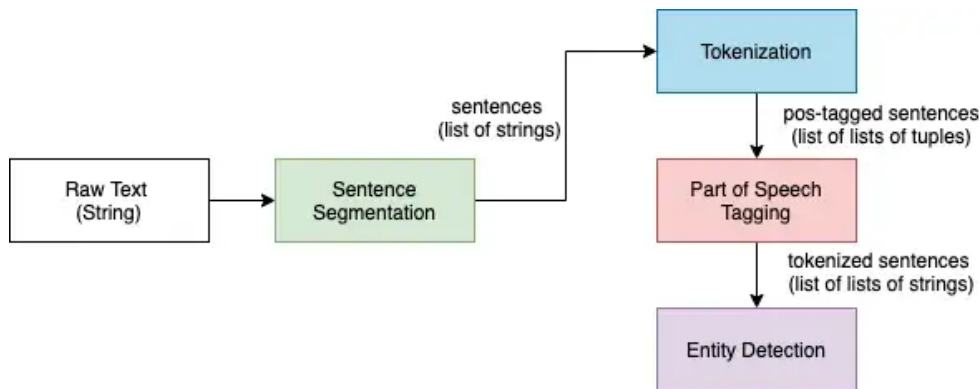 Raw Text
(String)
Sentence
Segmentation
sentences
(list of strings)
Tokenization
pos-tagged sentences
(list of lists of tuples)
Part of Speech
Tagging
tokenized sentences
(list of lists of strings)
Entity Detection